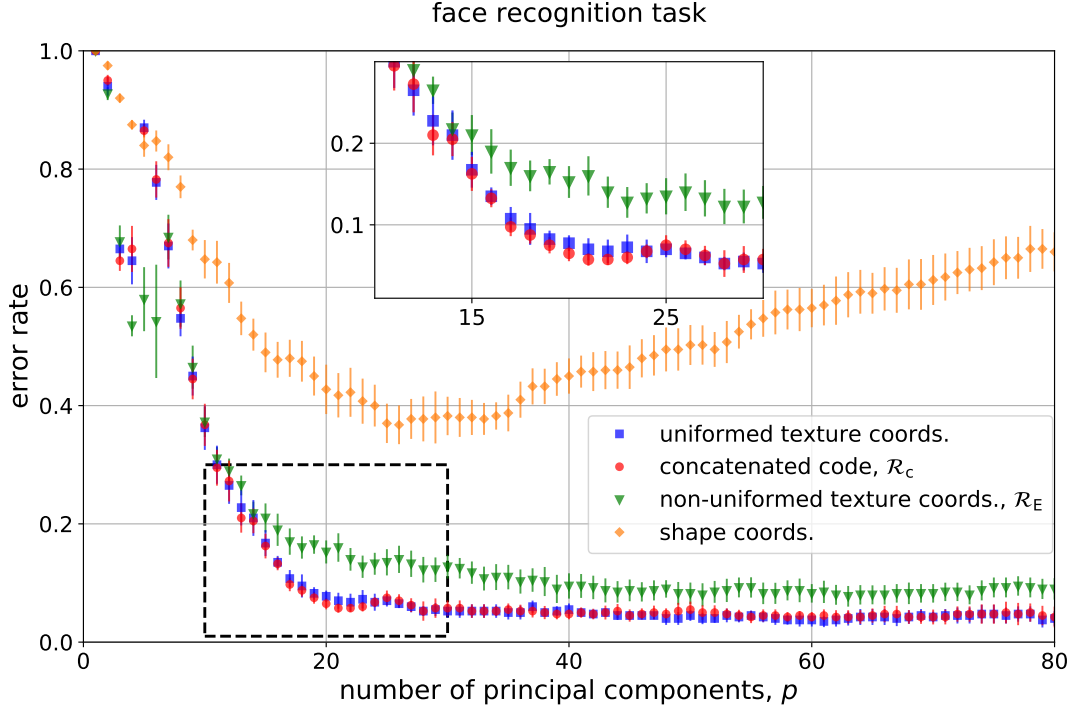 face recognition task
1.0
0.8
0.6
0.4
0.2
0.0
error rate
0.2
0.1
15 25
uniformed texture coords.
concatenated code, ℛc
non-uniformed texture coords., ℛE
shape coords.
0 20 40 60 80
number of principal components, p